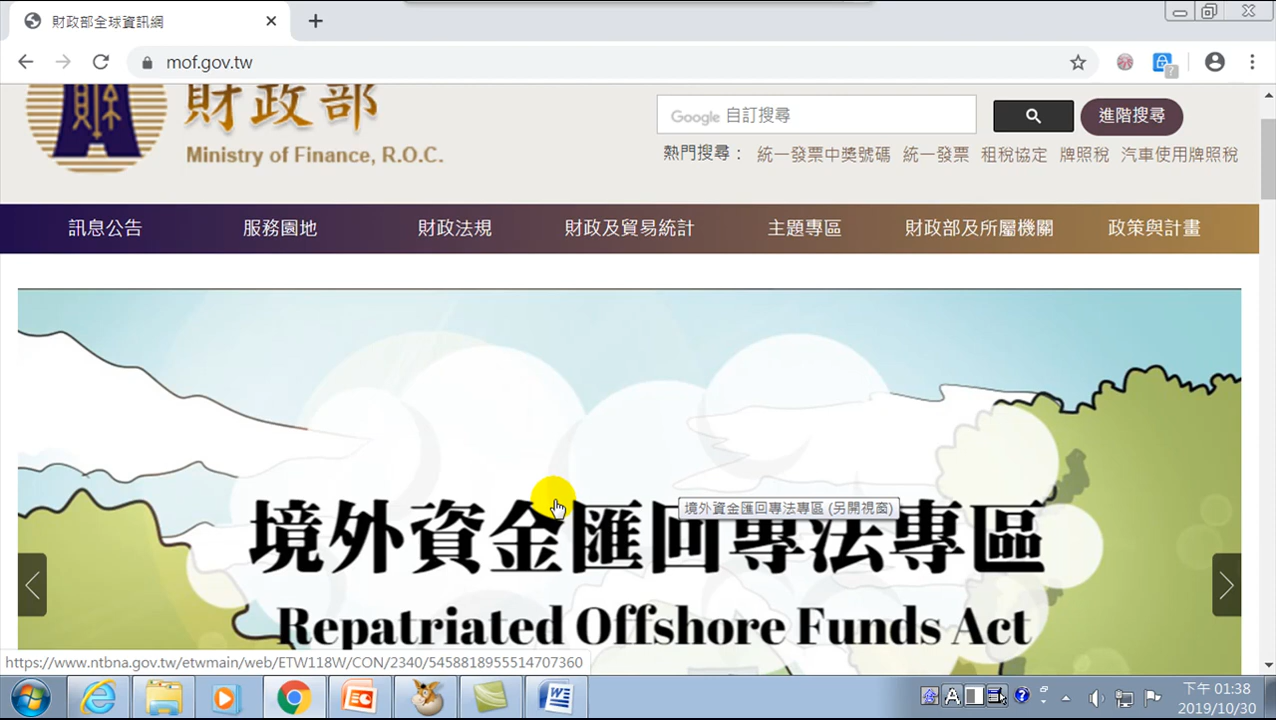 財政部全球資訊網
mof.gov.tw
財政部
Ministry of Finance, R.O.C.
Google 自訂搜尋
進階搜尋
熱門搜尋： 統一發票中獎號碼 統一發票 租稅協定 牌照稅 汽車使用牌照稅
訊息公告 服務園地 財政法規 財政及貿易統計 主題專區 財政部及所屬機關 政策與計畫
境外資金匯回專法專區 (另開視窗)
境外資金匯回專法專區
Repatriated Offshore Funds Act
https://www.ntbna.gov.tw/etwmain/web/ETW118W/CON/2340/5458818955514707360
下午 01:38
2019/10/30